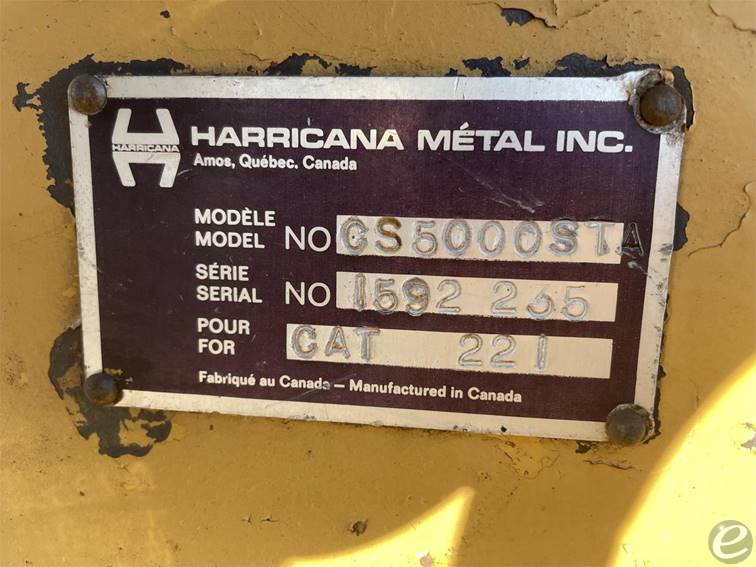 HARRICANA
HARRICANA MÉTAL INC.
Amos, Québec, Canada
MODÈLE
MODEL NO CS5000STA
SÉRIE
SERIAL NO 1592 235
POUR
FOR CAT 221
Fabriqué au Canada — Manufactured in Canada
e